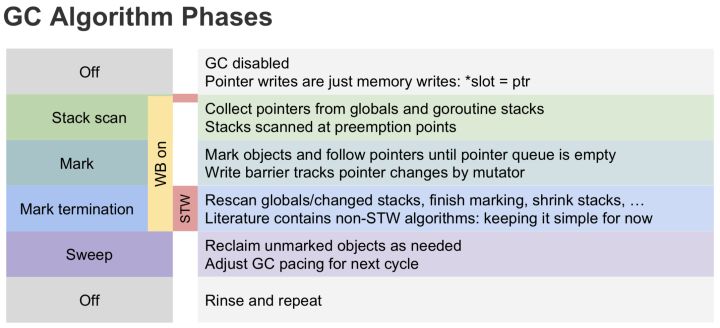 GC Algorithm Phases
Off
GC disabled
Pointer writes are just memory writes: *slot = ptr
Stack scan
Collect pointers from globals and goroutine stacks
Stacks scanned at preemption points
WB on
Mark
Mark objects and follow pointers until pointer queue is empty
Write barrier tracks pointer changes by mutator
Mark termination
STW
Rescan globals/changed stacks, finish marking, shrink stacks, …
Literature contains non-STW algorithms: keeping it simple for now
Sweep
Reclaim unmarked objects as needed
Adjust GC pacing for next cycle
Off
Rinse and repeat